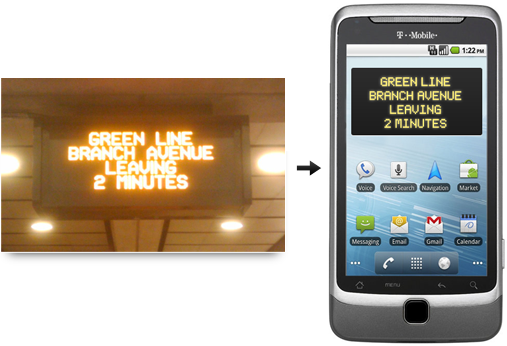 GREEN LINE
BRANCH AVENUE
LEAVING
2 MINUTES
T··Mobile·
1:22 PM
GREEN LINE
BRANCH AVENUE
LEAVING
2 MINUTES
Voice Voice Search Navigation Market
Messaging Email Gmail Calendar
MENU